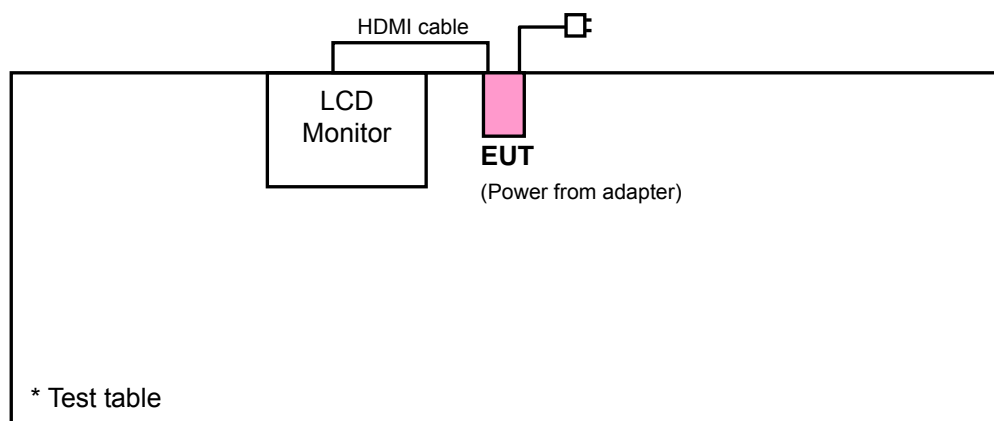 HDMI cable
LCD
Monitor
EUT
(Power from adapter)
* Test table